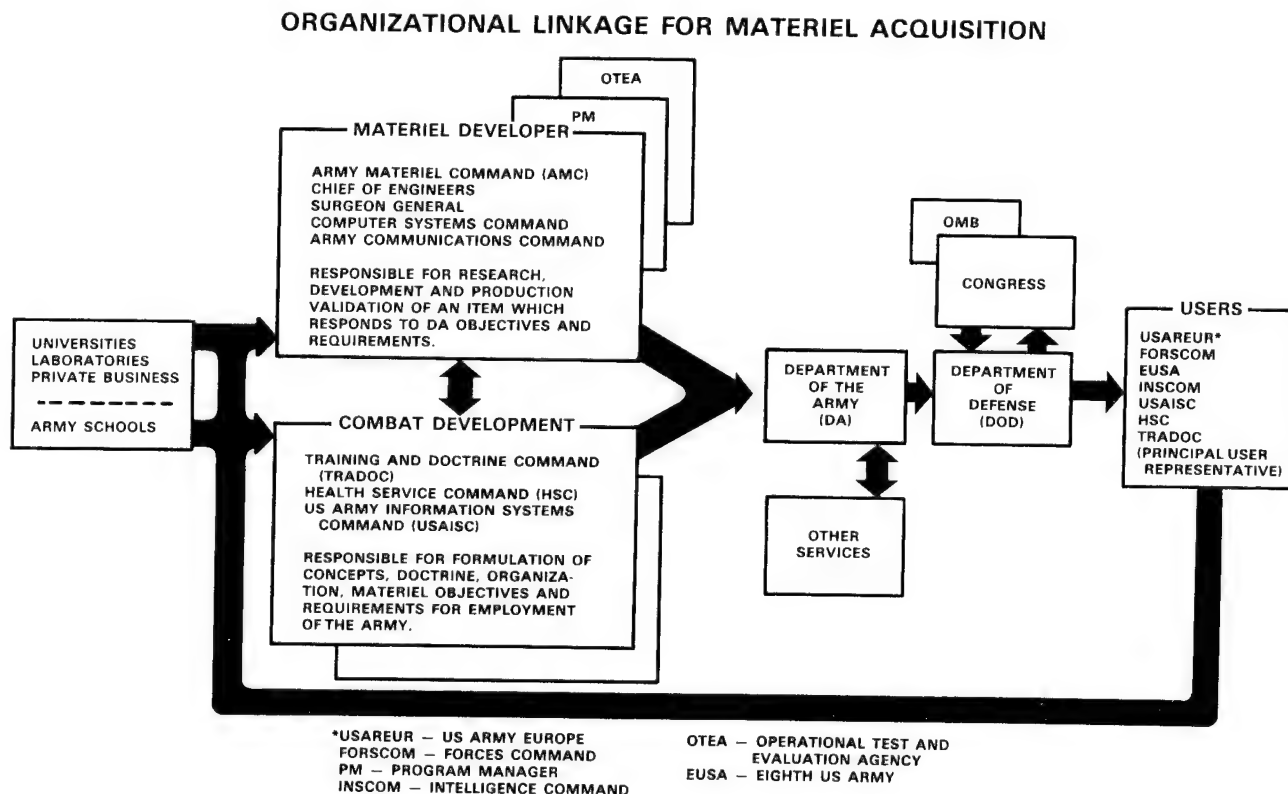 ORGANIZATIONAL LINKAGE FOR MATERIEL ACQUISITION
OTEA
PM
MATERIEL DEVELOPER
ARMY MATERIEL COMMAND (AMC)
CHIEF OF ENGINEERS
SURGEON GENERAL
COMPUTER SYSTEMS COMMAND
ARMY COMMUNICATIONS COMMAND
RESPONSIBLE FOR RESEARCH,
DEVELOPMENT AND PRODUCTION
VALIDATION OF AN ITEM WHICH
RESPONDS TO DA OBJECTIVES AND
REQUIREMENTS.
UNIVERSITIES
LABORATORIES
PRIVATE BUSINESS
ARMY SCHOOLS
COMBAT DEVELOPMENT
TRAINING AND DOCTRINE COMMAND
(TRADOC)
HEALTH SERVICE COMMAND (HSC)
US ARMY INFORMATION SYSTEMS
COMMAND (USAISC)
RESPONSIBLE FOR FORMULATION OF
CONCEPTS, DOCTRINE, ORGANIZA-
TION, MATERIEL OBJECTIVES AND
REQUIREMENTS FOR EMPLOYMENT
OF THE ARMY.
DEPARTMENT
OF THE
ARMY
(DA)
OTHER
SERVICES
OMB
CONGRESS
DEPARTMENT
OF
DEFENSE
(DOD)
USERS
USAREUR*
FORSCOM
EUSA
INSCOM
USAISC
HSC
TRADOC
(PRINCIPAL USER
REPRESENTATIVE)
*USAREUR — US ARMY EUROPE
FORSCOM — FORCES COMMAND
PM — PROGRAM MANAGER
INSCOM — INTELLIGENCE COMMAND
OTEA — OPERATIONAL TEST AND
EVALUATION AGENCY
EUSA — EIGHTH US ARMY